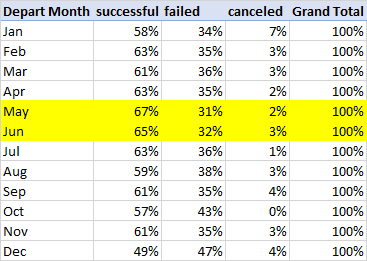 Depart Month successful failed canceled Grand Total
Jan 58% 34% 7% 100%
Feb 63% 35% 3% 100%
Mar 61% 36% 3% 100%
Apr 63% 35% 2% 100%
May 67% 31% 2% 100%
Jun 65% 32% 3% 100%
Jul 63% 36% 1% 100%
Aug 59% 38% 3% 100%
Sep 61% 35% 4% 100%
Oct 57% 43% 0% 100%
Nov 61% 35% 3% 100%
Dec 49% 47% 4% 100%